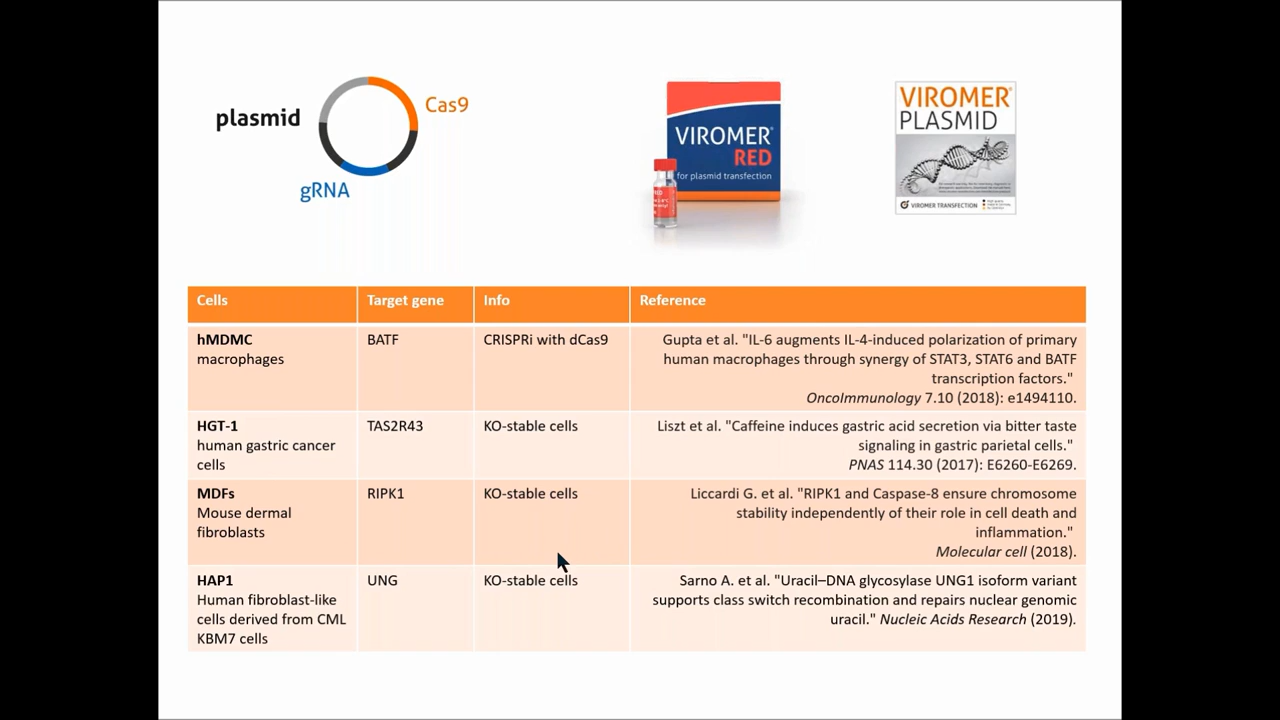 plasmid
Cas9
gRNA
VIROMER®
RED
for plasmid transfection
RED
VIROMER®
PLASMID
VIROMER TRANSFECTION
Cells
Target gene
Info
Reference
hMDMC
macrophages
BATF
CRISPRi with dCas9
Gupta et al. "IL-6 augments IL-4-induced polarization of primary
human macrophages through synergy of STAT3, STAT6 and BATF
transcription factors."
OncoImmunology 7.10 (2018): e1494110.
HGT-1
human gastric cancer
cells
TAS2R43
KO-stable cells
Liszt et al. "Caffeine induces gastric acid secretion via bitter taste
signaling in gastric parietal cells."
PNAS 114.30 (2017): E6260-E6269.
MDFs
Mouse dermal
fibroblasts
RIPK1
KO-stable cells
Liccardi G. et al. "RIPK1 and Caspase-8 ensure chromosome
stability independently of their role in cell death and
inflammation."
Molecular cell (2018).
HAP1
Human fibroblast-like
cells derived from CML
KBM7 cells
UNG
KO-stable cells
Sarno A. et al. "Uracil–DNA glycosylase UNG1 isoform variant
supports class switch recombination and repairs nuclear genomic
uracil." Nucleic Acids Research (2019).